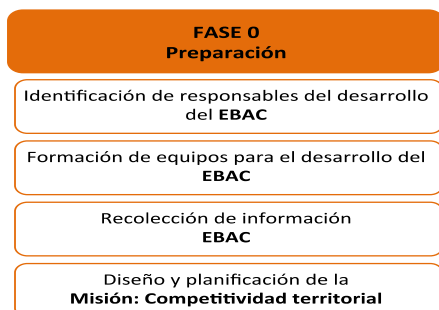 FASE 0
Preparación
Identificación de responsables del desarrollo
del EBAC
Formación de equipos para el desarrollo del
EBAC
Recolección de información
EBAC
Diseño y planificación de la
Misión: Competitividad territorial